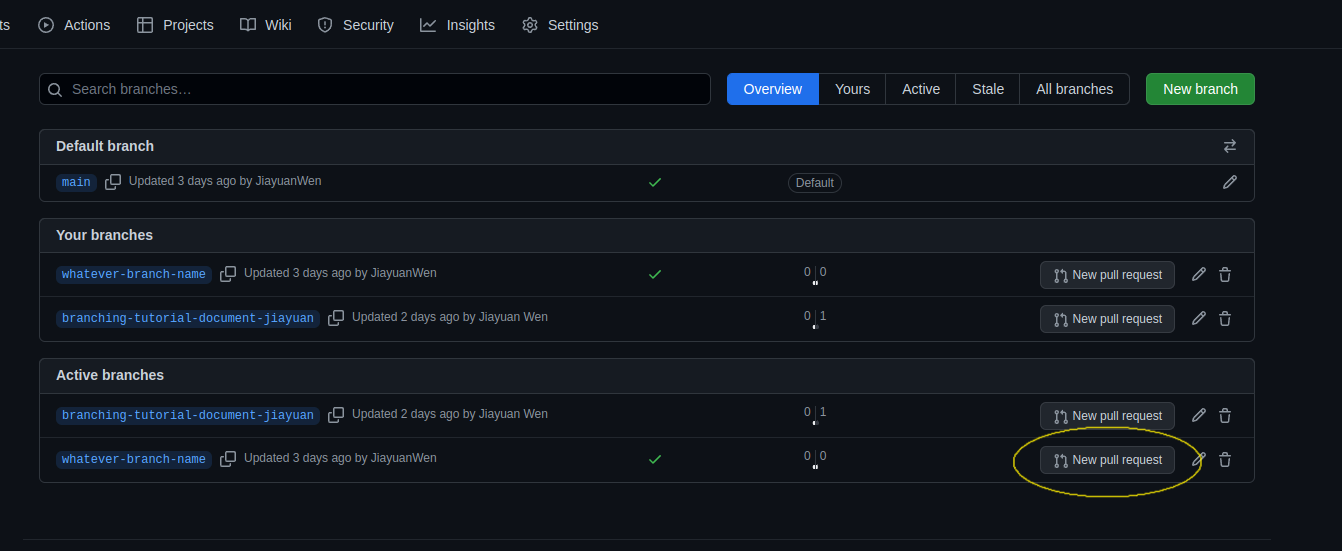 ts Actions Projects Wiki Security Insights Settings
Search branches… Overview Yours Active Stale All branches New branch
Default branch
main Updated 3 days ago by JiayuanWen Default
Your branches
whatever-branch-name Updated 3 days ago by JiayuanWen 0 0 New pull request
branching-tutorial-document-jiayuan Updated 2 days ago by Jiayuan Wen 0 1 New pull request
Active branches
branching-tutorial-document-jiayuan Updated 2 days ago by Jiayuan Wen 0 1 New pull request
whatever-branch-name Updated 3 days ago by JiayuanWen 0 0 New pull request